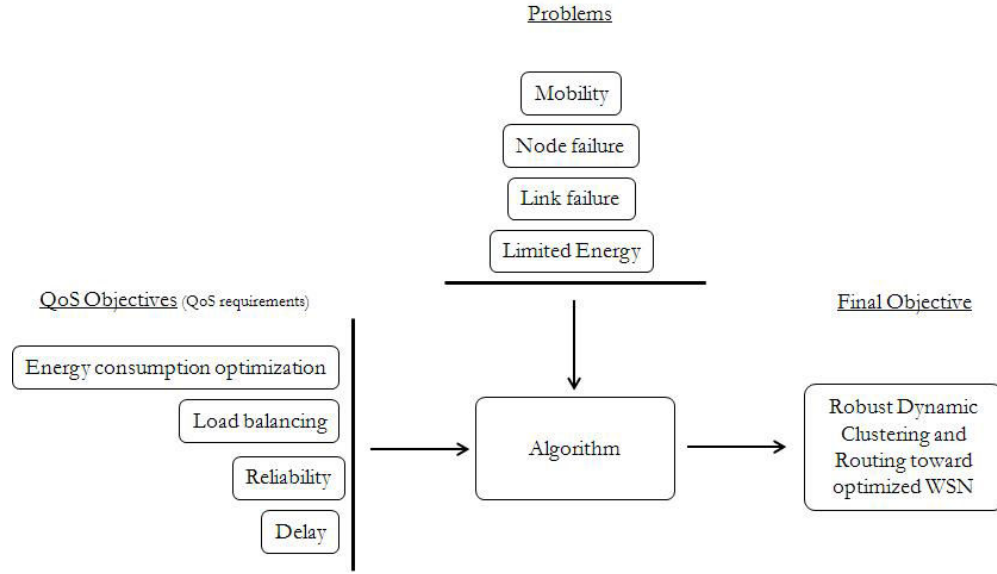 Problems
Mobility
Node failure
Link failure
Limited Energy
QoS Objectives (QoS requirements)
Final Objective
Energy consumption optimization
Load balancing
Reliability
Delay
Algorithm
Robust Dynamic
Clustering and
Routing toward
optimized WSN